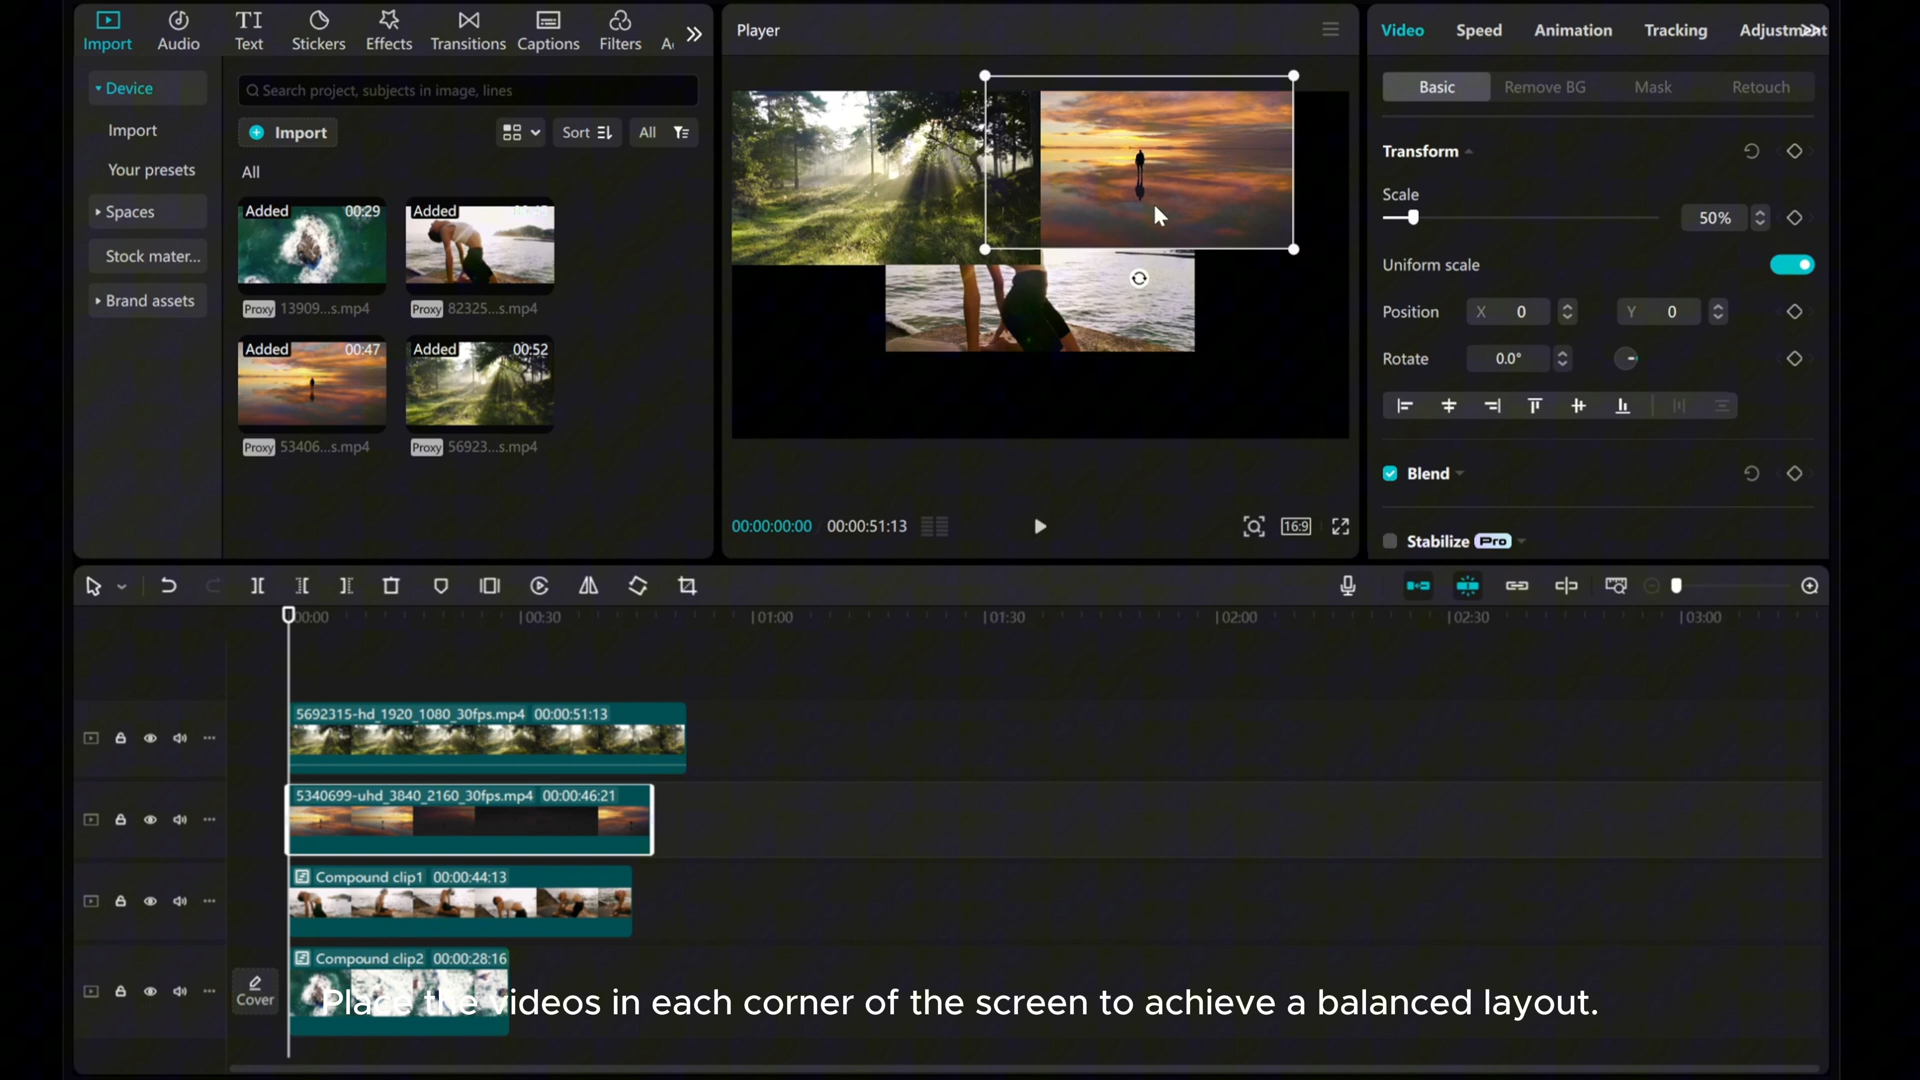 Import
Audio
Text
Stickers
Effects
Transitions
Captions
Filters
Player
Video
Speed
Animation
Tracking
Adjustment
Device
Import
Your presets
Spaces
Stock mater...
Brand assets
Search project, subjects in image, lines
Import
Sort
All
All
Added 00:29
Added
Proxy 13909...s.mp4
Proxy 82325...s.mp4
Added 00:47
Added 00:52
Proxy 53406...s.mp4
Proxy 56923...s.mp4
00:00:00:00 00:00:51:13
16:9
Basic
Remove BG
Mask
Retouch
Transform
Scale
50%
Uniform scale
Position X 0 Y 0
Rotate 0.0°
Blend
Stabilize Pro
00:00 00:30 01:00 01:30 02:00 02:30 03:00
5692315-hd_1920_1080_30fps.mp4 00:00:51:13
5340699-uhd_3840_2160_30fps.mp4 00:00:46:21
Compound clip1 00:00:44:13
Compound clip2 00:00:28:16
Cover
Place the videos in each corner of the screen to achieve a balanced layout.